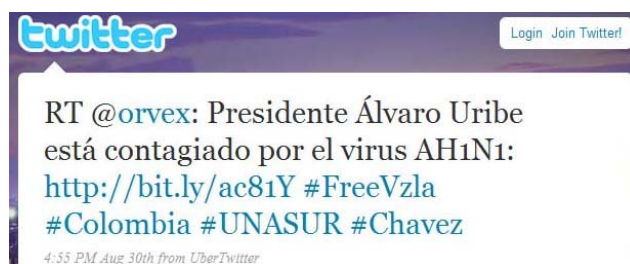 twitter
Login Join Twitter!
RT @orvex: Presidente Álvaro Uribe
está contagiado por el virus AH1N1:
http://bit.ly/ac81Y #FreeVzla
#Colombia #UNASUR #Chavez
4:55 PM Aug 30th from UberTwitter